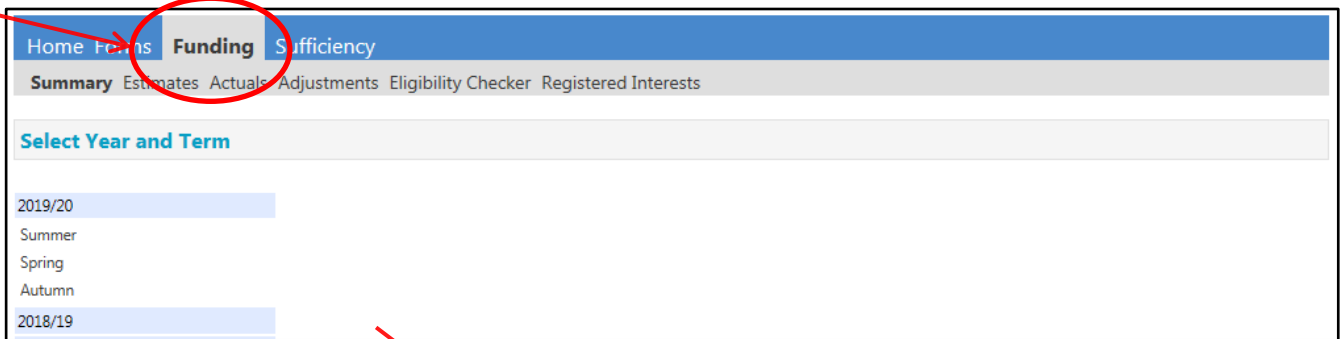 Home Forms Funding Sufficiency
Summary Estimates Actuals Adjustments Eligibility Checker Registered Interests
Select Year and Term
2019/20
Summer
Spring
Autumn
2018/19